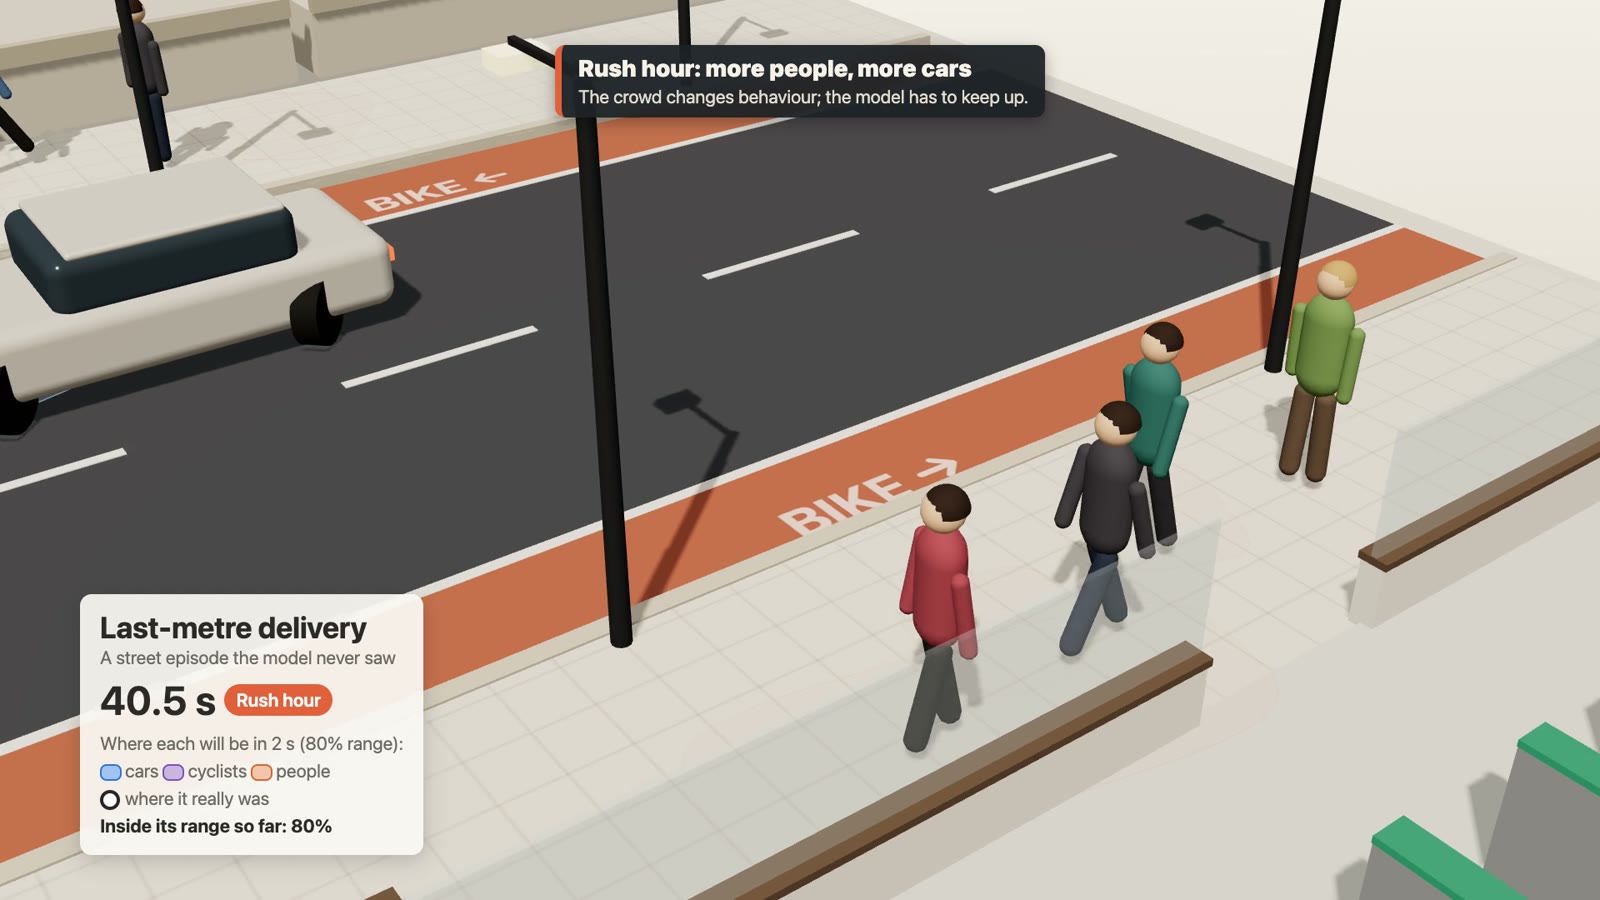 Rush hour: more people, more cars
The crowd changes behaviour; the model has to keep up.
BIKE ←
BIKE →
Last-metre delivery
A street episode the model never saw
40.5 s Rush hour
Where each will be in 2 s (80% range):
cars cyclists people
where it really was
Inside its range so far: 80%